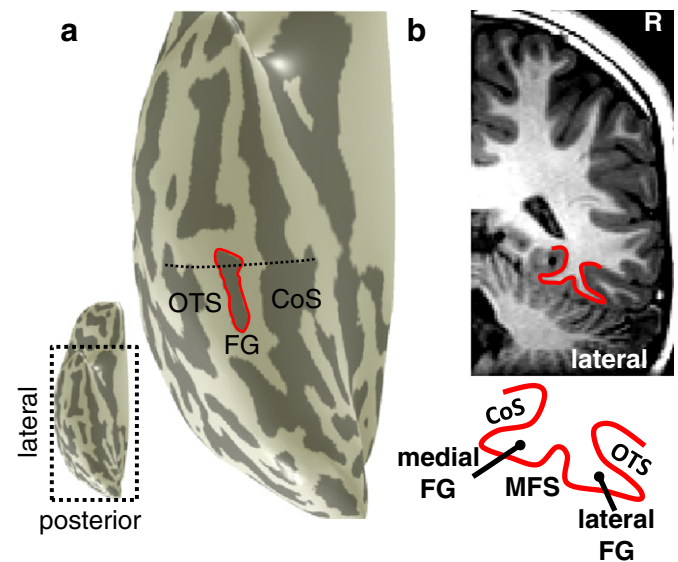 a
OTS
CoS
FG
lateral
posterior
b
R
lateral
CoS
OTS
medial
FG
MFS
lateral
FG